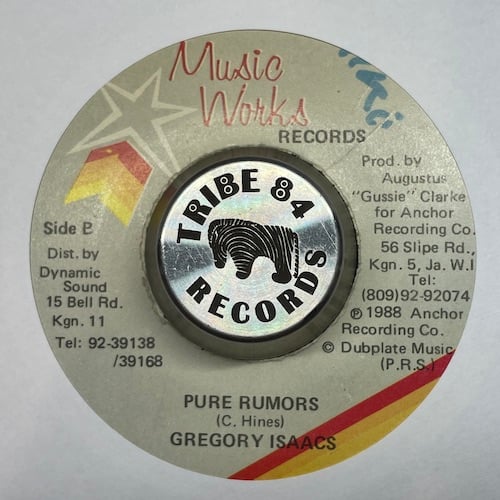 Music
Works
RECORDS
Prod. by
Augustus
"Gussie" Clarke
for Anchor
Recording Co.
56 Slipe Rd.,
Kgn. 5, Ja. W.I
Tel:
(809)92-92074
℗ 1988 Anchor
Recording Co.
© Dubplate Music
(P.R.S.)
Side B
Dist. by
Dynamic
Sound
15 Bell Rd.
Kgn. 11
Tel: 92-39138
/39168
TRIBE 84
RECORDS
PURE RUMORS
(C. Hines)
GREGORY ISAACS